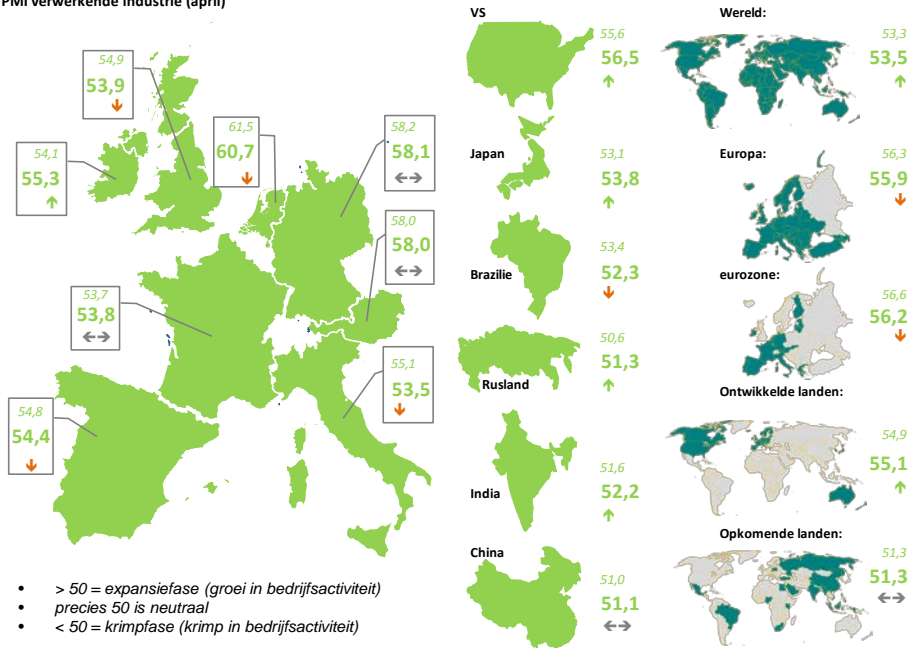 PMI verwerkende industrie (april)
54,9
53,9
54,1
55,3
61,5
60,7
58,2
58,1
58,0
58,0
53,7
53,8
55,1
53,5
54,8
54,4
• > 50 = expansiefase (groei in bedrijfsactiviteit)
• precies 50 is neutraal
• < 50 = krimpfase (krimp in bedrijfsactiviteit)
VS
55,6
56,5
Japan
53,1
53,8
Brazilie
53,4
52,3
Rusland
50,6
51,3
India
51,6
52,2
China
51,0
51,1
Wereld:
53,3
53,5
Europa:
56,3
55,9
eurozone:
56,6
56,2
Ontwikkelde landen:
54,9
55,1
Opkomende landen:
51,3
51,3